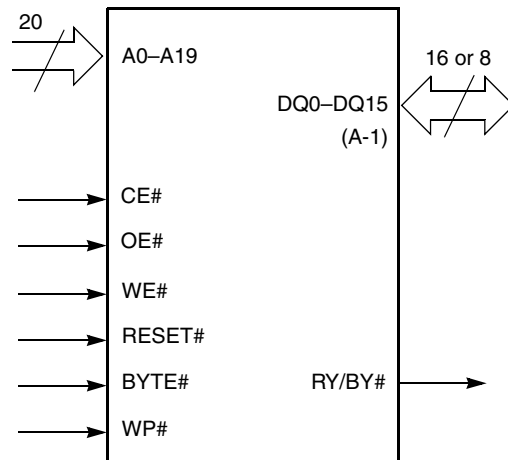 20
A0–A19
16 or 8
DQ0–DQ15
(A-1)
CE#
OE#
WE#
RESET#
BYTE#
RY/BY#
WP#